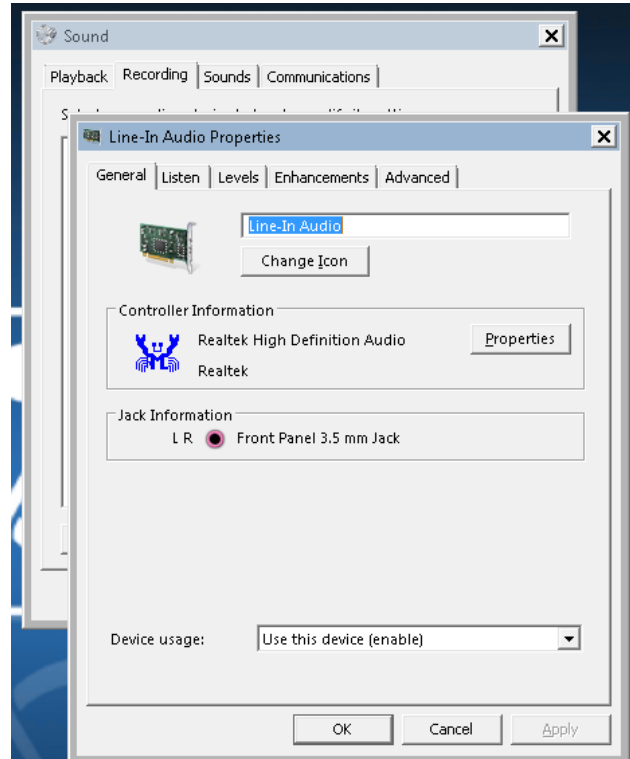 Sound
Playback Recording Sounds Communications
Line-In Audio Properties
General Listen Levels Enhancements Advanced
Line-In Audio
Change Icon
Controller Information
Realtek High Definition Audio
Properties
Realtek
Jack Information
L R Front Panel 3.5 mm Jack
Device usage:
Use this device (enable)
OK Cancel Apply